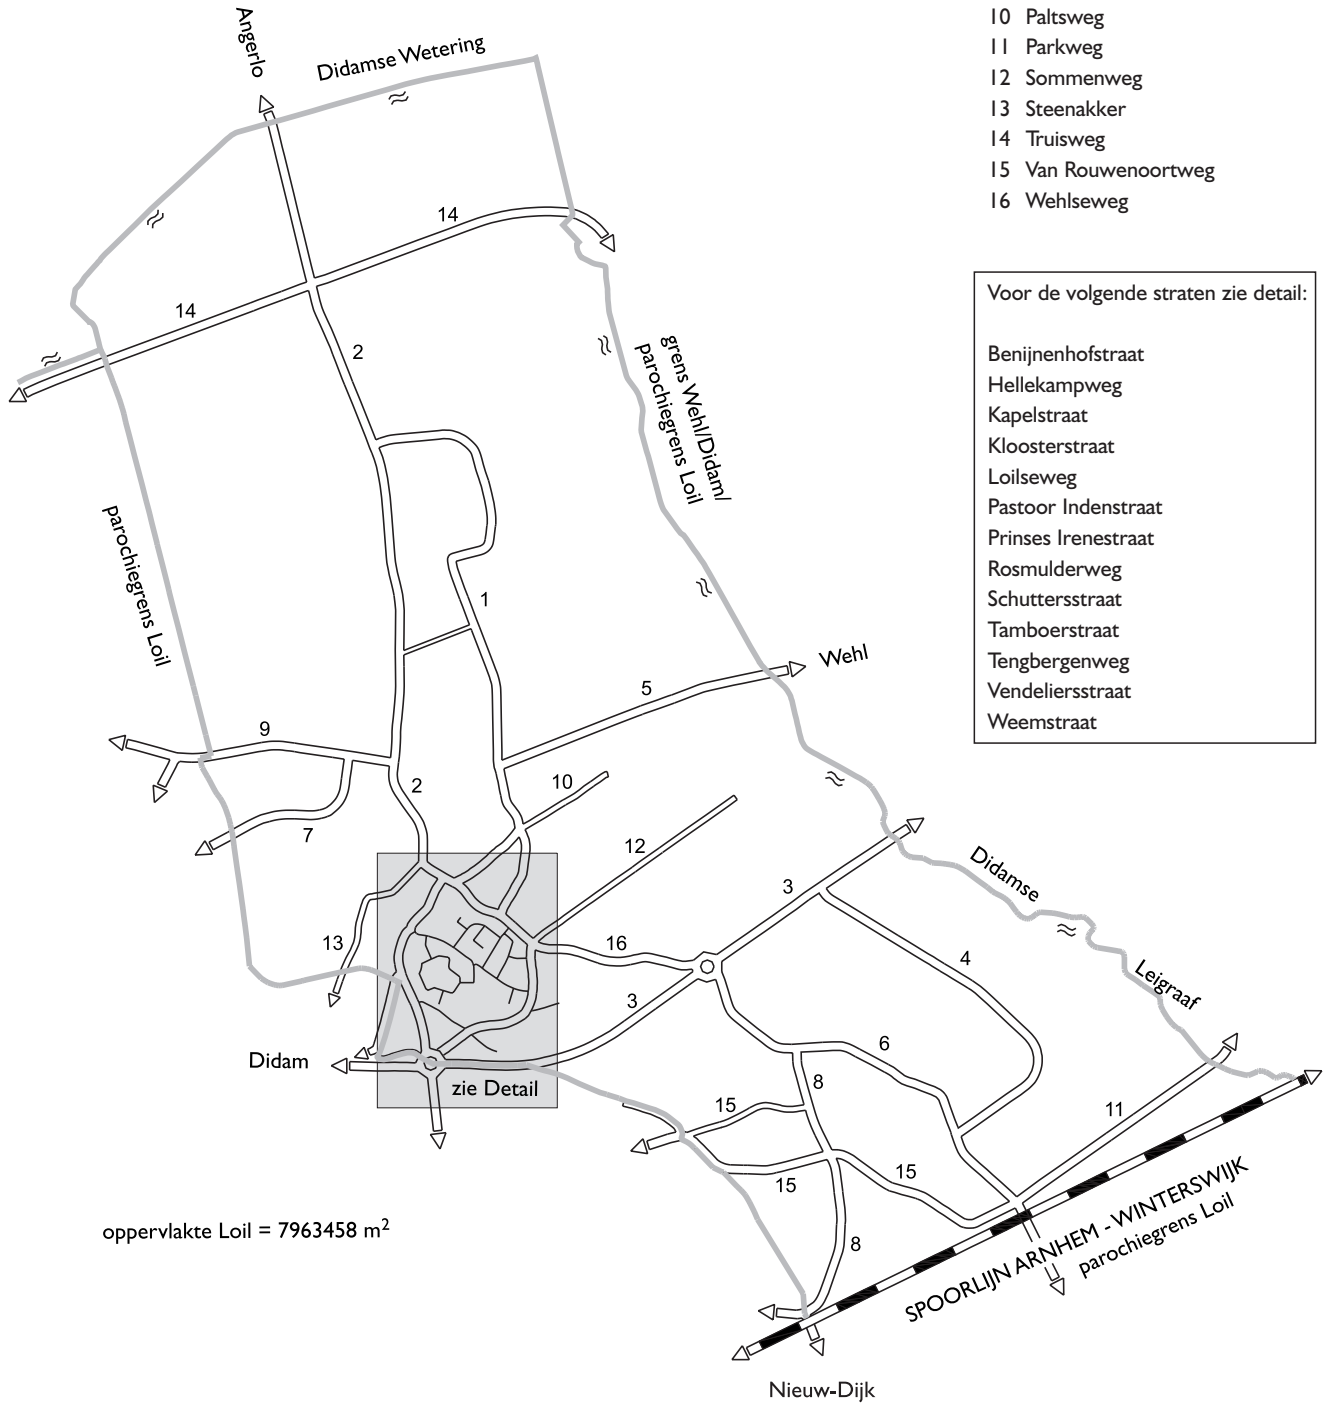 10 Paltsweg
11 Parkweg
12 Sommenweg
13 Steenakker
14 Truisweg
15 Van Rouwenoortweg
16 Wehlseweg
Voor de volgende straten zie detail:
Benijnenhofstraat
Hellekampweg
Kapelstraat
Kloosterstraat
Loilseweg
Pastoor Indenstraat
Prinses Irenestraat
Rosmulderweg
Schuttersstraat
Tamboerstraat
Tengbergenweg
Vendeliersstraat
Weemstraat
Angerlo
Didamse Wetering
14
14
2
grens Wehl/Didam/
parochiegrens Loil
parochiegrens Loil
1
Wehl
5
9
10
2
7
12
3
Didamse
13
16
4
Leigraaf
3
6
Didam
zie Detail
8
15
11
15
15
SPOORLIJN ARNHEM - WINTERSWIJK
parochiegrens Loil
8
oppervlakte Loil = 7963458 m²
Nieuw-Dijk